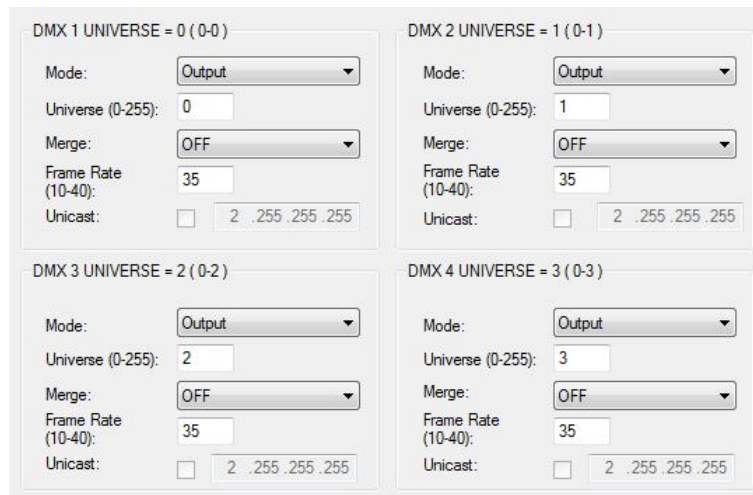 DMX 1 UNIVERSE = 0 ( 0-0 )
Mode: Output
Universe (0-255): 0
Merge: OFF
Frame Rate
(10-40): 35
Unicast: 2 .255 .255 .255
DMX 2 UNIVERSE = 1 ( 0-1 )
Mode: Output
Universe (0-255): 1
Merge: OFF
Frame Rate
(10-40): 35
Unicast: 2 .255 .255 .255
DMX 3 UNIVERSE = 2 ( 0-2 )
Mode: Output
Universe (0-255): 2
Merge: OFF
Frame Rate
(10-40): 35
Unicast: 2 .255 .255 .255
DMX 4 UNIVERSE = 3 ( 0-3 )
Mode: Output
Universe (0-255): 3
Merge: OFF
Frame Rate
(10-40): 35
Unicast: 2 .255 .255 .255